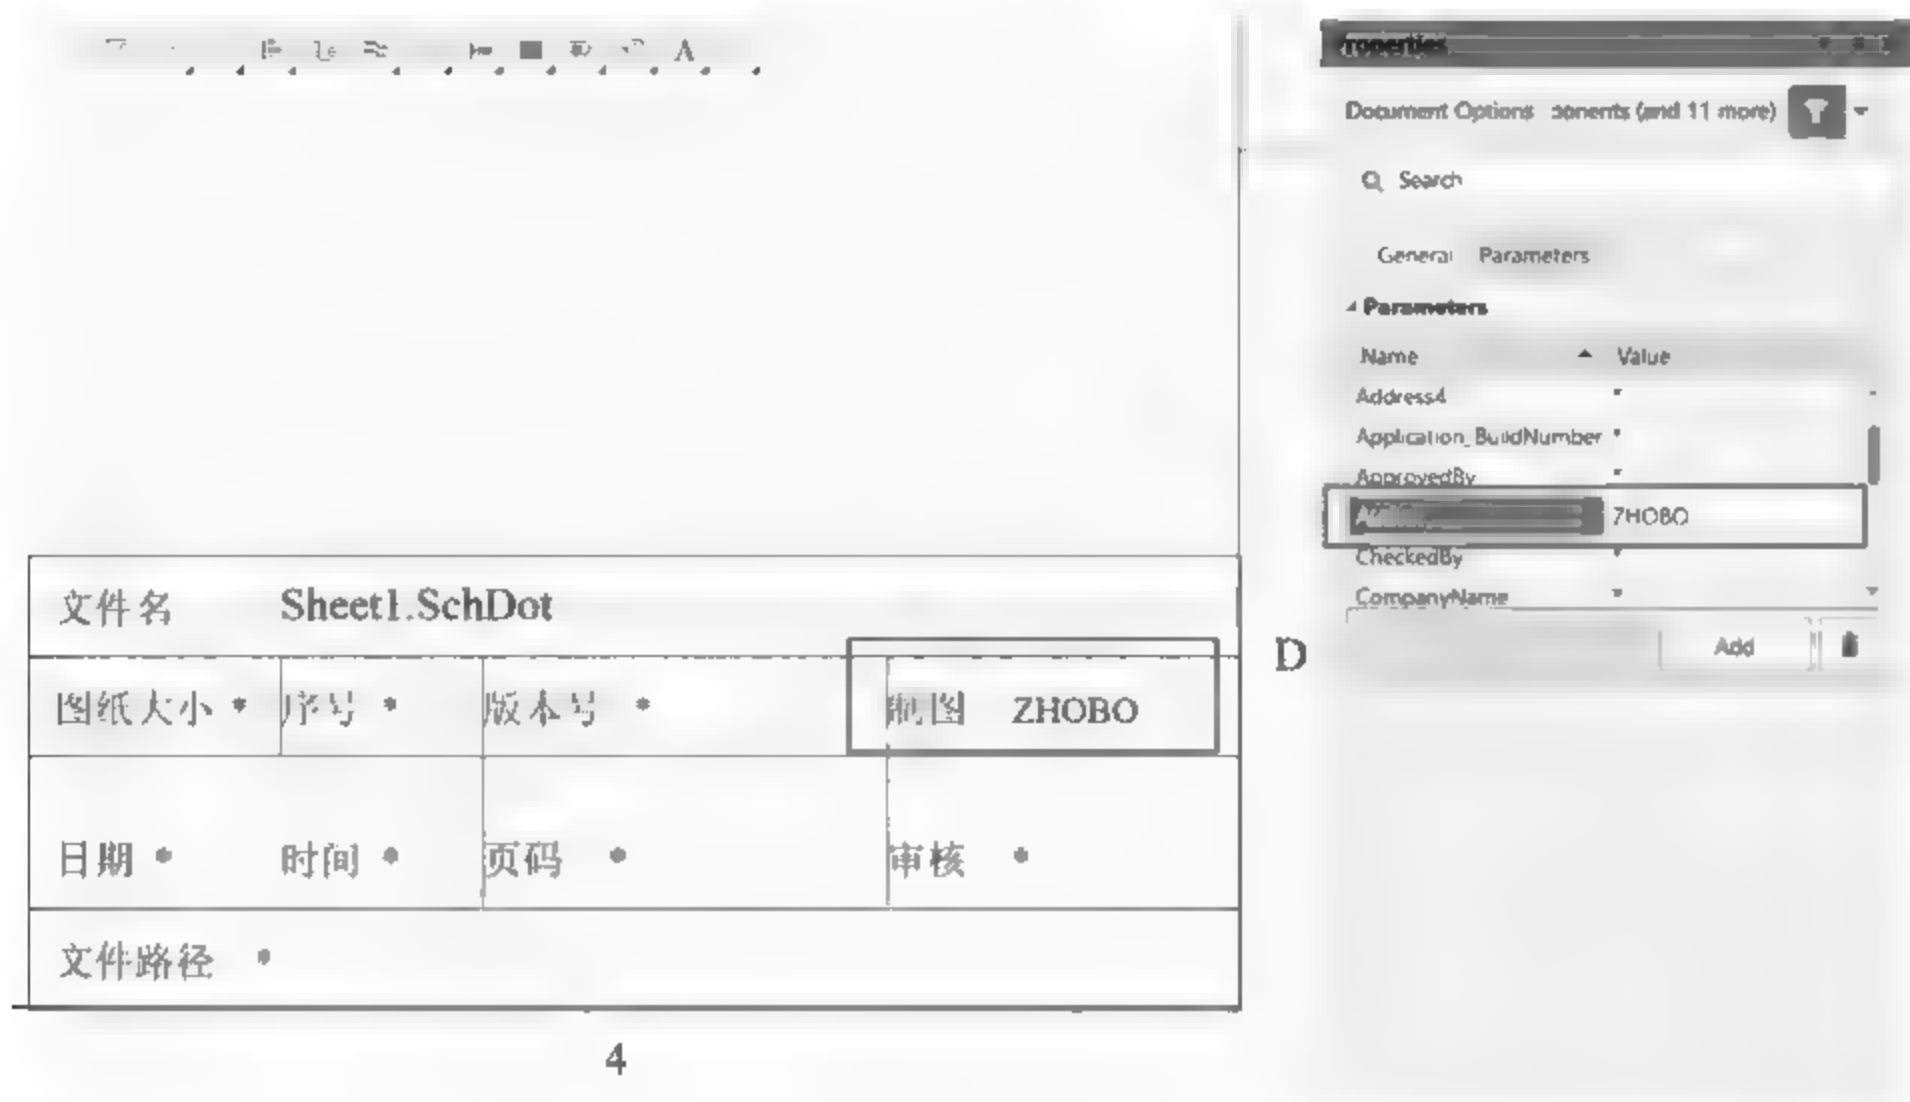 A
Properties
Document Options  ponents (and 11 more)
Search
General  Parameters
Parameters
Name  Value
Address4  *
Application_BuildNumber  *
ApprovedBy  *
ZHOBO
CheckedBy  *
CompanyName  *
Add
文件名  Sheet1.SchDot
图纸大小 *  序号 *  版本号 *  制图  ZHOBO
日期 *  时间 *  页码 *  审核 *
文件路径 *
D
4